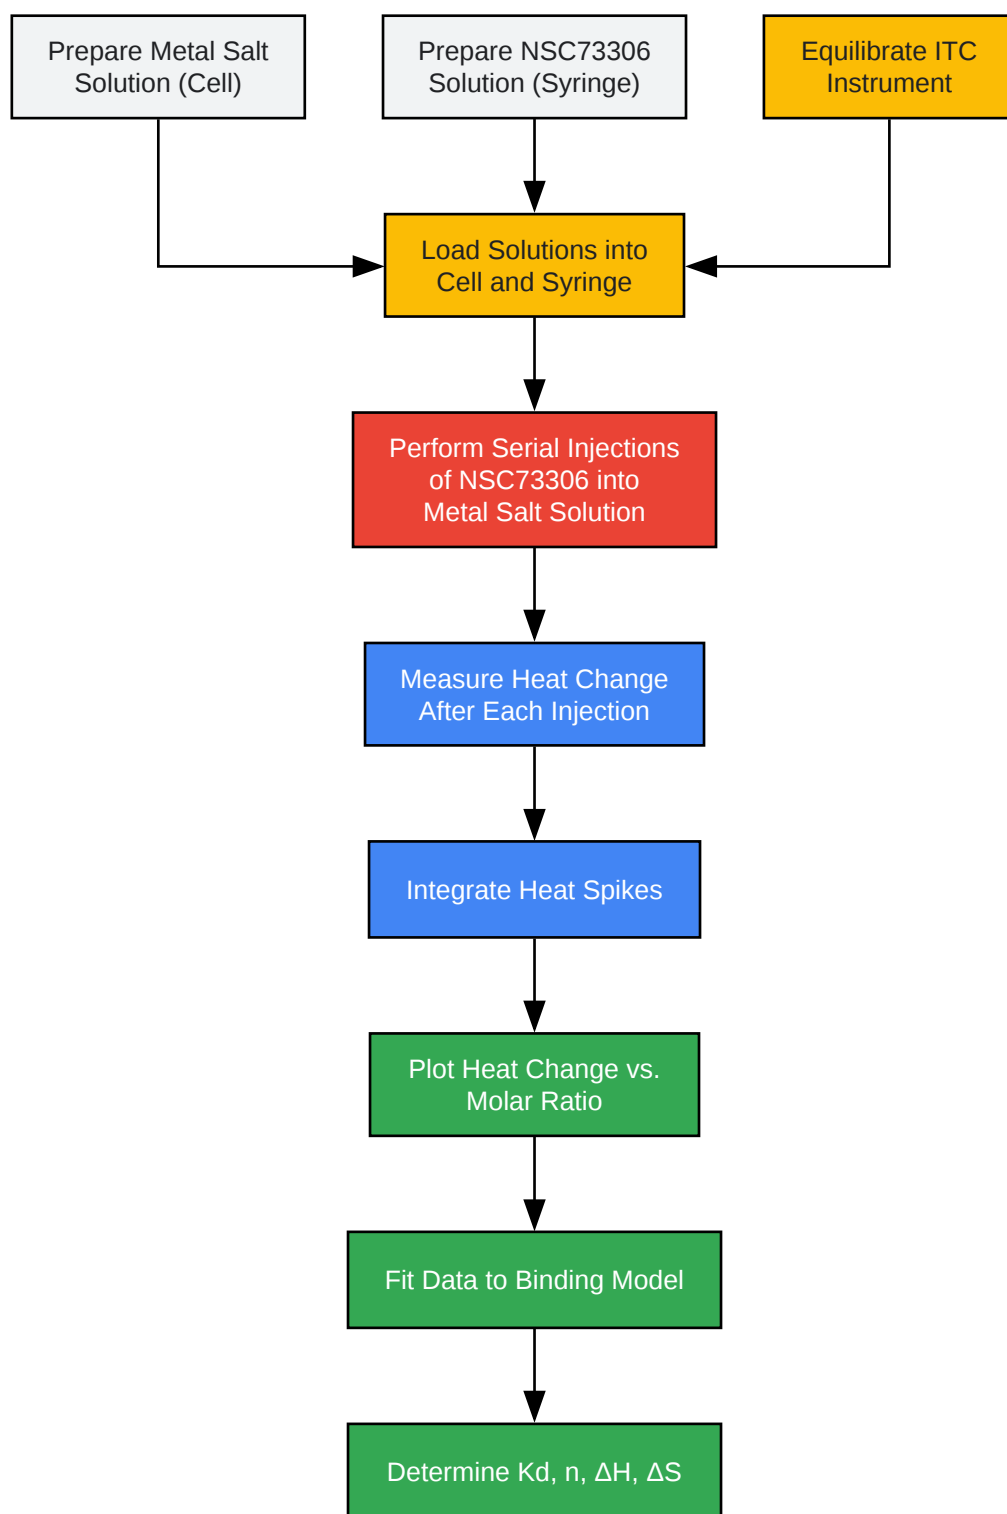 Prepare Metal Salt
Solution (Cell)
Prepare NSC73306
Solution (Syringe)
Equilibrate ITC
Instrument
Load Solutions into
Cell and Syringe
Perform Serial Injections
of NSC73306 into
Metal Salt Solution
Measure Heat Change
After Each Injection
Integrate Heat Spikes
Plot Heat Change vs.
Molar Ratio
Fit Data to Binding Model
Determine Kd, n, ΔH, ΔS